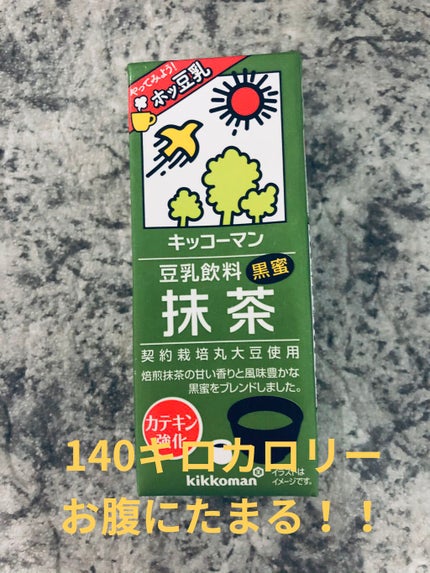 やってみよう!
ホッ豆乳
キッコーマン
豆乳飲料 黒蜜
抹茶
契約栽培丸大豆使用
焙煎抹茶の甘い香りと風味豊かな
黒蜜をブレンドしました。
カテキン
強化
140キロカロリー
お腹にたまる！！
kikkoman
イラストは
イメージです。